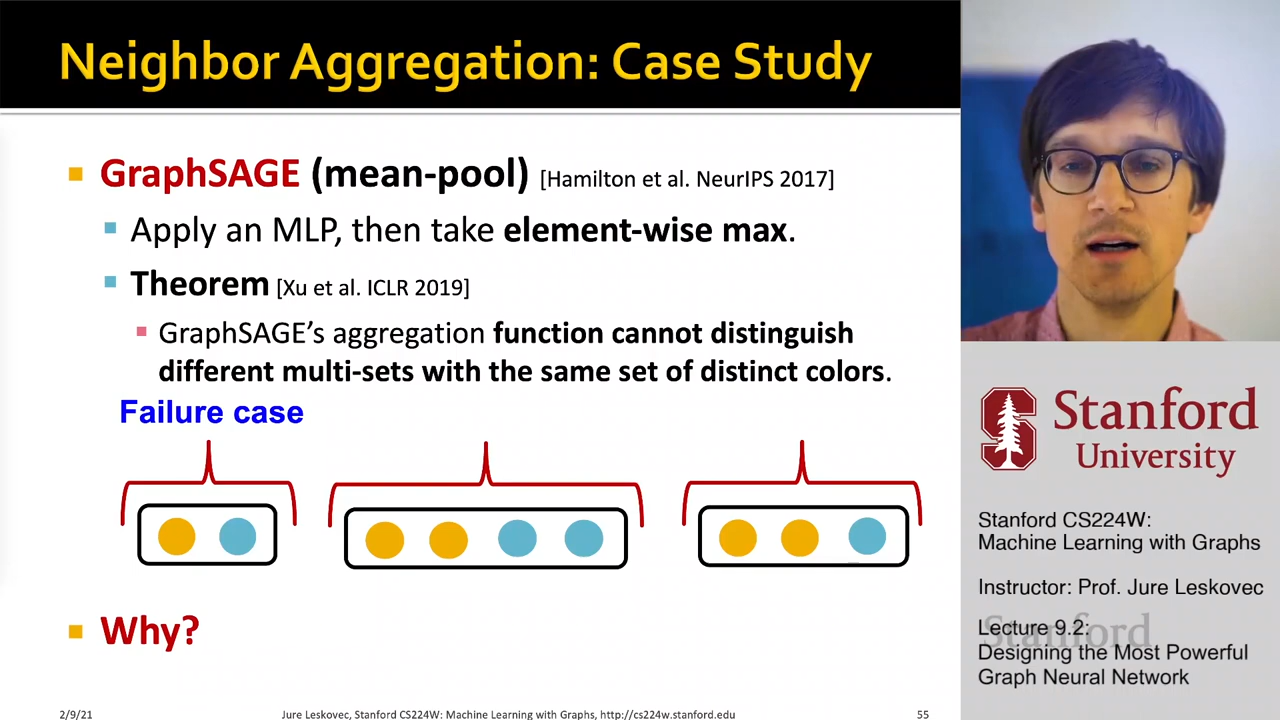 Neighbor Aggregation: Case Study
GraphSAGE (mean-pool) [Hamilton et al. NeurIPS 2017]
Apply an MLP, then take element-wise max.
Theorem [Xu et al. ICLR 2019]
GraphSAGE's aggregation function cannot distinguish
different multi-sets with the same set of distinct colors.
Failure case
Why?
2/9/21
Jure Leskovec, Stanford CS224W: Machine Learning with Graphs, http://cs224w.stanford.edu
55
Stanford
University
Stanford CS224W:
Machine Learning with Graphs
Instructor: Prof. Jure Leskovec
Stanford
Lecture 9.2:
Designing the Most Powerful
Graph Neural Network